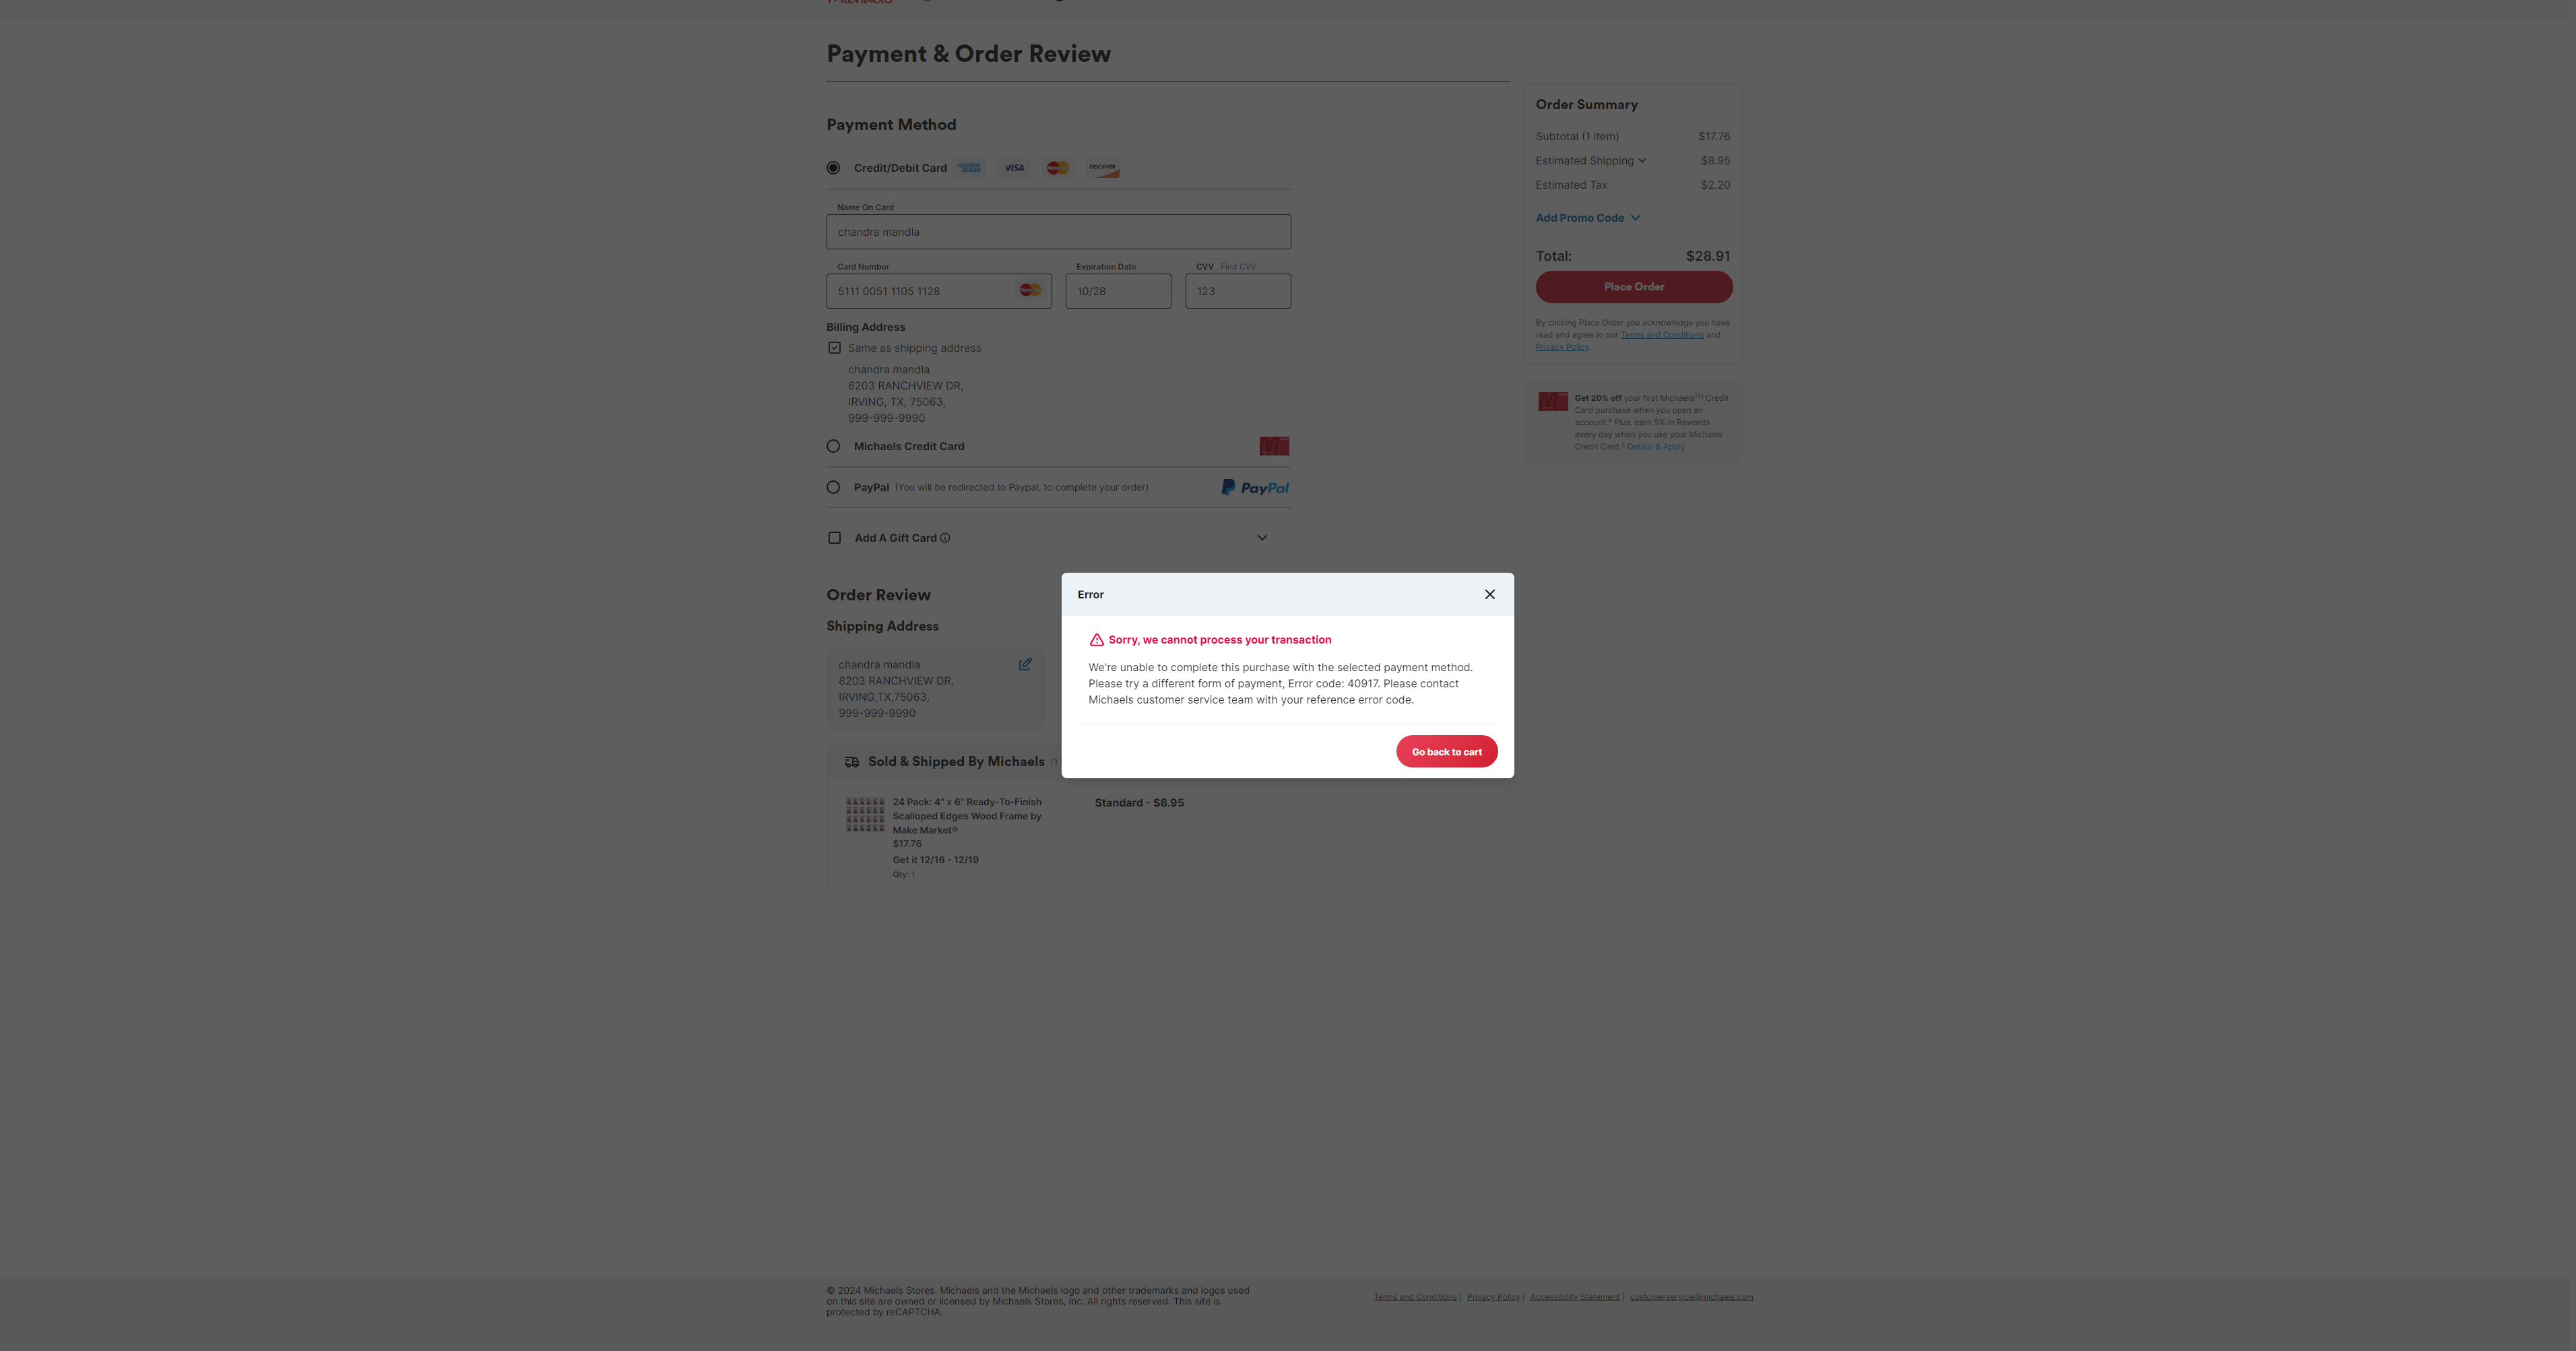 Michaels
Payment & Order Review
Payment Method
Credit/Debit Card
VISA
DISCOVER
Name On Card
chandra mandla
Card Number
Expiration Date
CVV Find CVV
5111 0051 1105 1128
10/28
123
Billing Address
Same as shipping address
chandra mandla
8203 RANCHVIEW DR,
IRVING, TX, 75063,
999-999-9990
Michaels Credit Card
PayPal (You will be redirected to Paypal, to complete your order)
PayPal
Add A Gift Card
Order Review
Shipping Address
chandra mandla
8203 RANCHVIEW DR,
IRVING,TX,75063,
999-999-9990
Sold & Shipped By Michaels (1
24 Pack: 4" x 6" Ready-To-Finish
Scalloped Edges Wood Frame by
Make Market®
$17.76
Get it 12/16 - 12/19
Qty: 1
Standard - $8.95
Order Summary
Subtotal (1 item) $17.76
Estimated Shipping $8.95
Estimated Tax $2.20
Add Promo Code
Total: $28.91
Place Order
By clicking Place Order you acknowledge you have
read and agree to our Terms and Conditions and
Privacy Policy.
Get 20% off your first Michaels™ Credit
Card purchase when you open an
account.⁴ Plus, earn 9% in Rewards
every day when you use your Michaels
Credit Card.³ Details & Apply
Error
Sorry, we cannot process your transaction
We're unable to complete this purchase with the selected payment method.
Please try a different form of payment, Error code: 40917. Please contact
Michaels customer service team with your reference error code.
Go back to cart
© 2024 Michaels Stores. Michaels and the Michaels logo and other trademarks and logos used
on this site are owned or licensed by Michaels Stores, Inc. All rights reserved. This site is
protected by reCAPTCHA.
Terms and Conditions | Privacy Policy | Accessibility Statement | customerservice@michaels.com